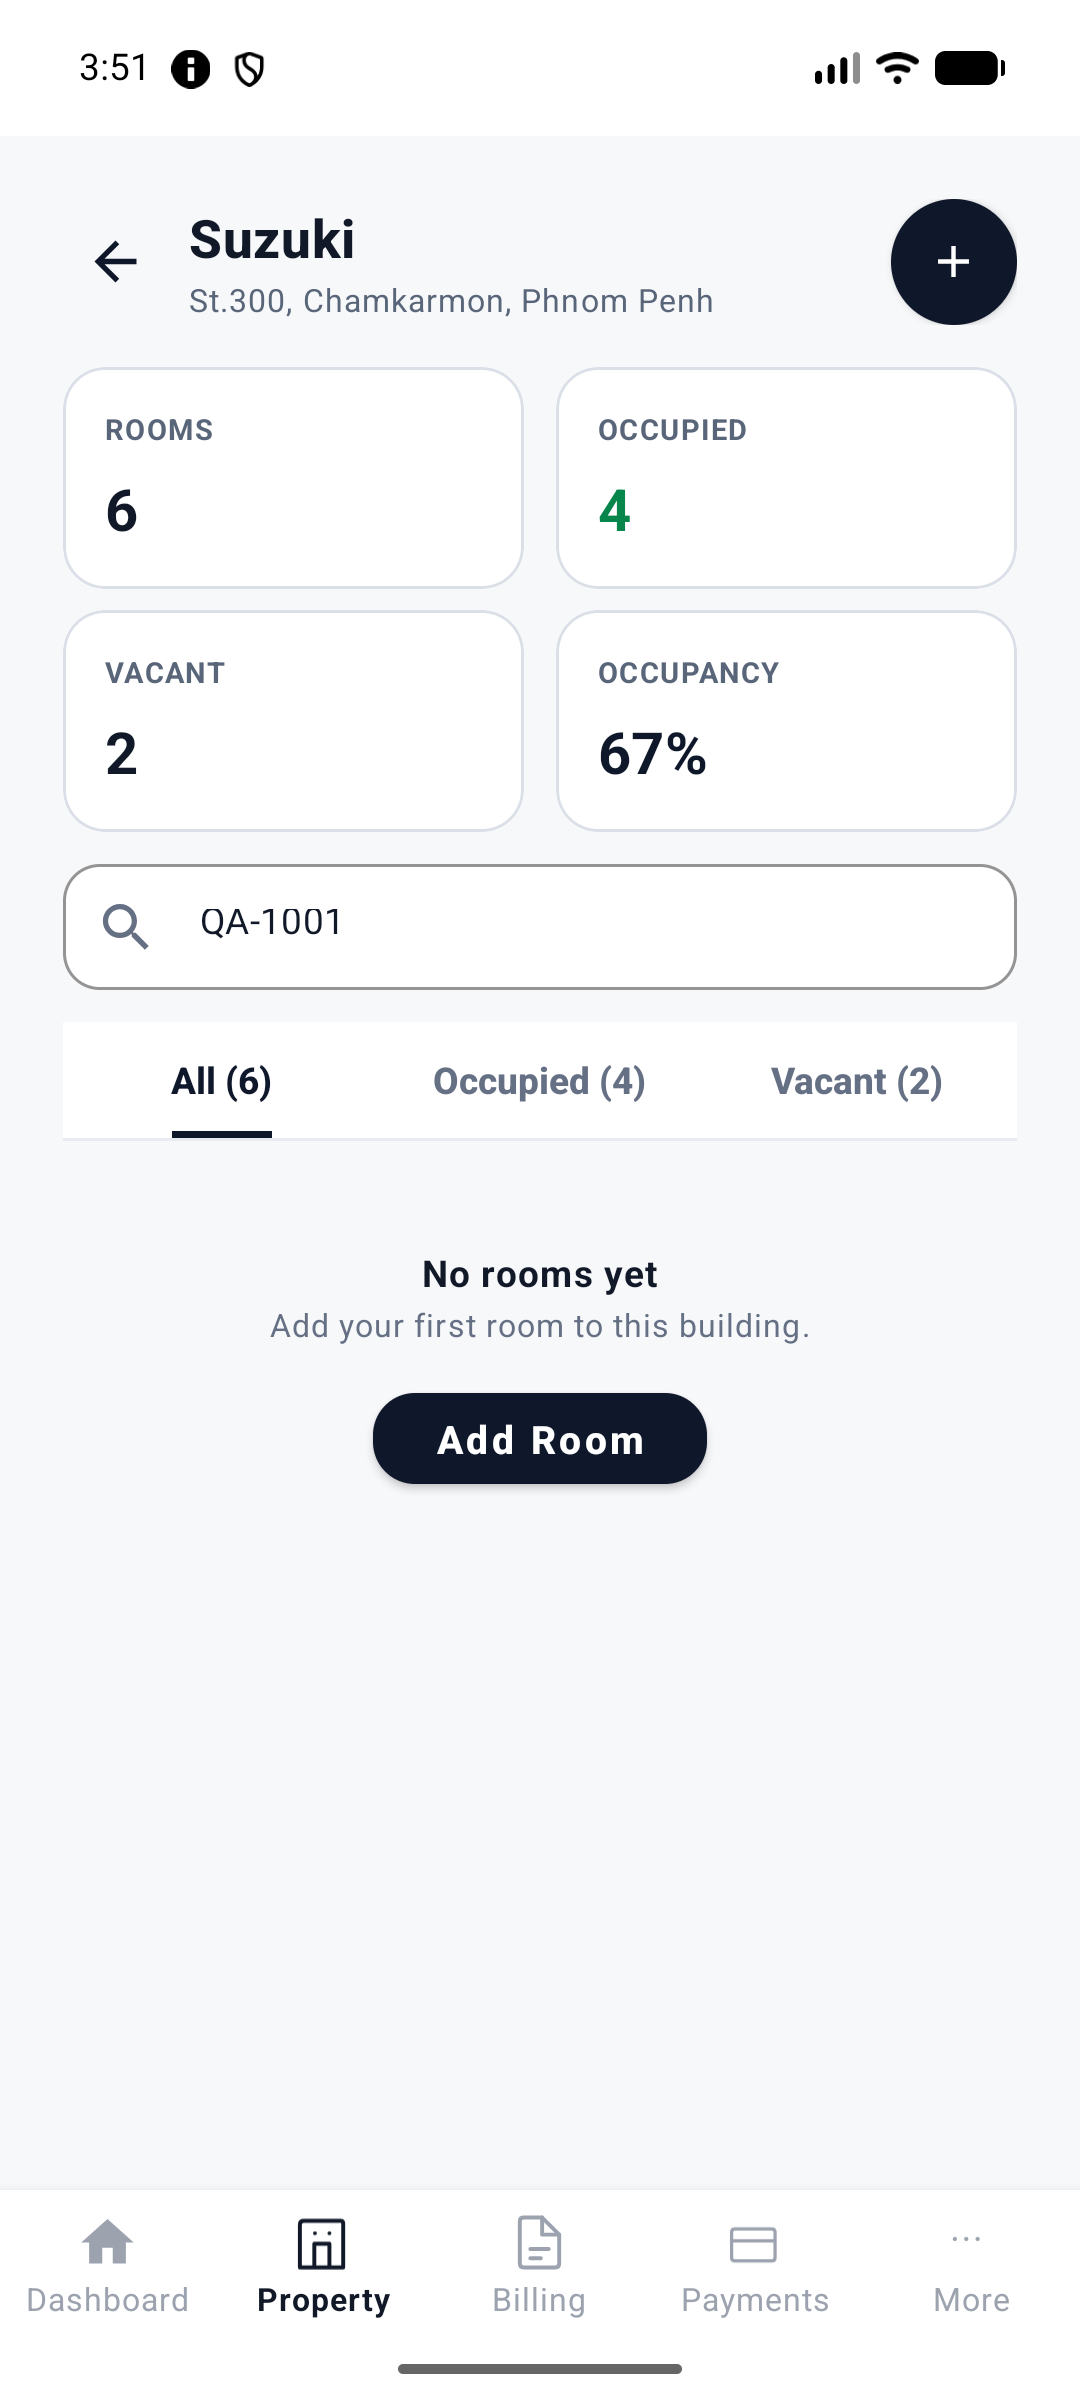 3:51
Suzuki
St.300, Chamkarmon, Phnom Penh
ROOMS
6
OCCUPIED
4
VACANT
2
OCCUPANCY
67%
QA-1001
All (6)
Occupied (4)
Vacant (2)
No rooms yet
Add your first room to this building.
Add Room
Dashboard
Property
Billing
Payments
More